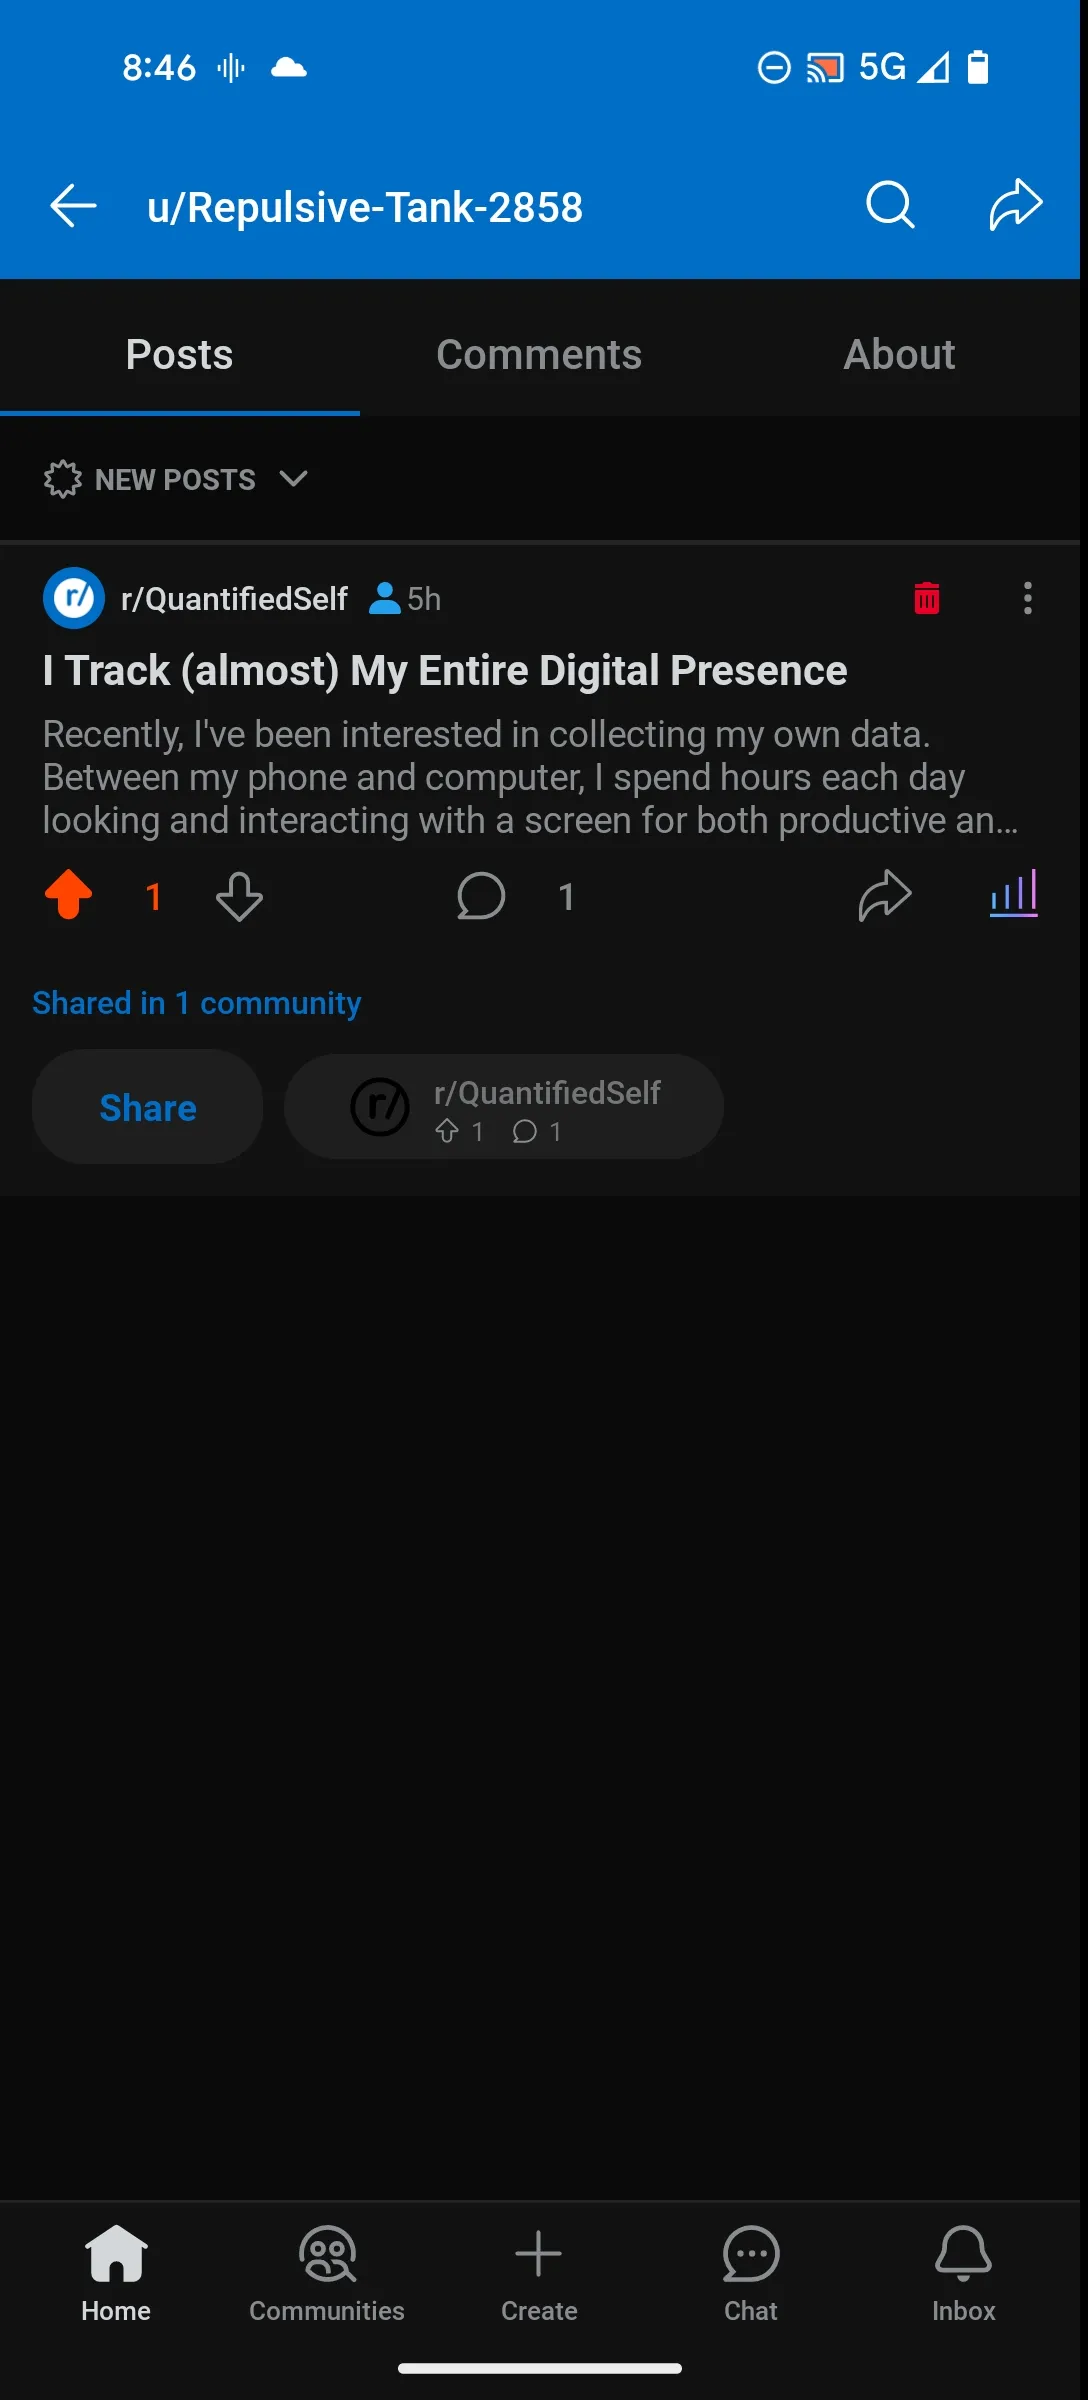 8:46
5G
u/Repulsive-Tank-2858
Posts
Comments
About
NEW POSTS
r/ r/QuantifiedSelf 5h
I Track (almost) My Entire Digital Presence
Recently, I've been interested in collecting my own data.
Between my phone and computer, I spend hours each day
looking and interacting with a screen for both productive an...
1
1
Shared in 1 community
Share
r/ r/QuantifiedSelf
1 1
Home
Communities
Create
Chat
Inbox